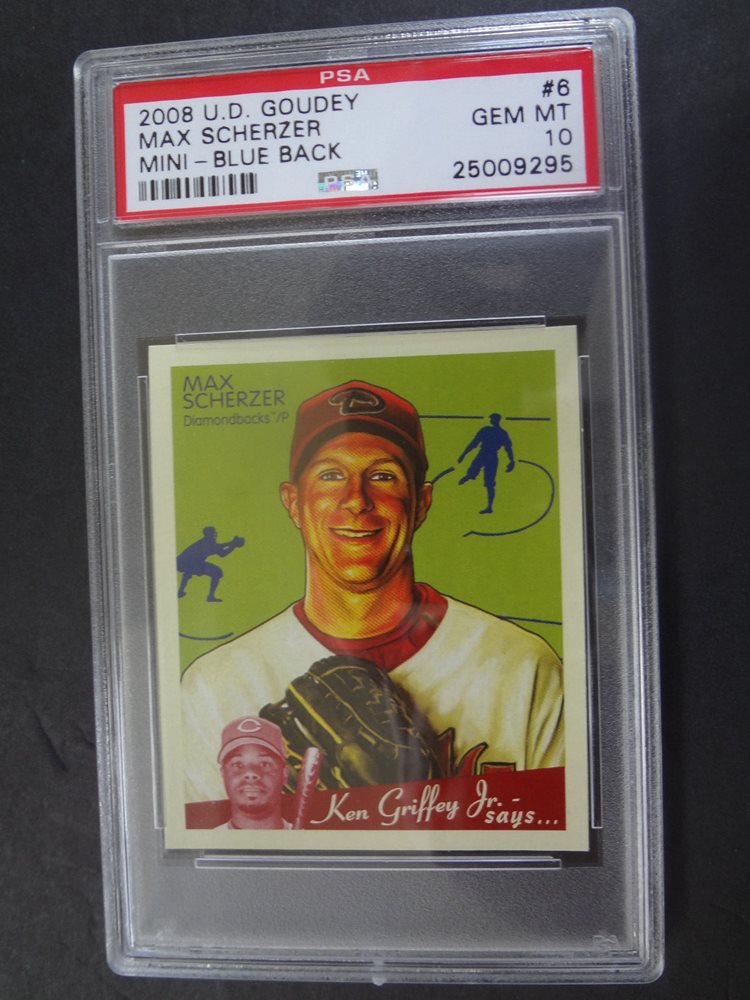 PSA
2008 U.D. GOUDEY #6
MAX SCHERZER GEM MT
MINI - BLUE BACK 10
25009295
PSA
MAX
SCHERZER
Diamondbacks™/P
C
Ken Griffey Jr. -
says...